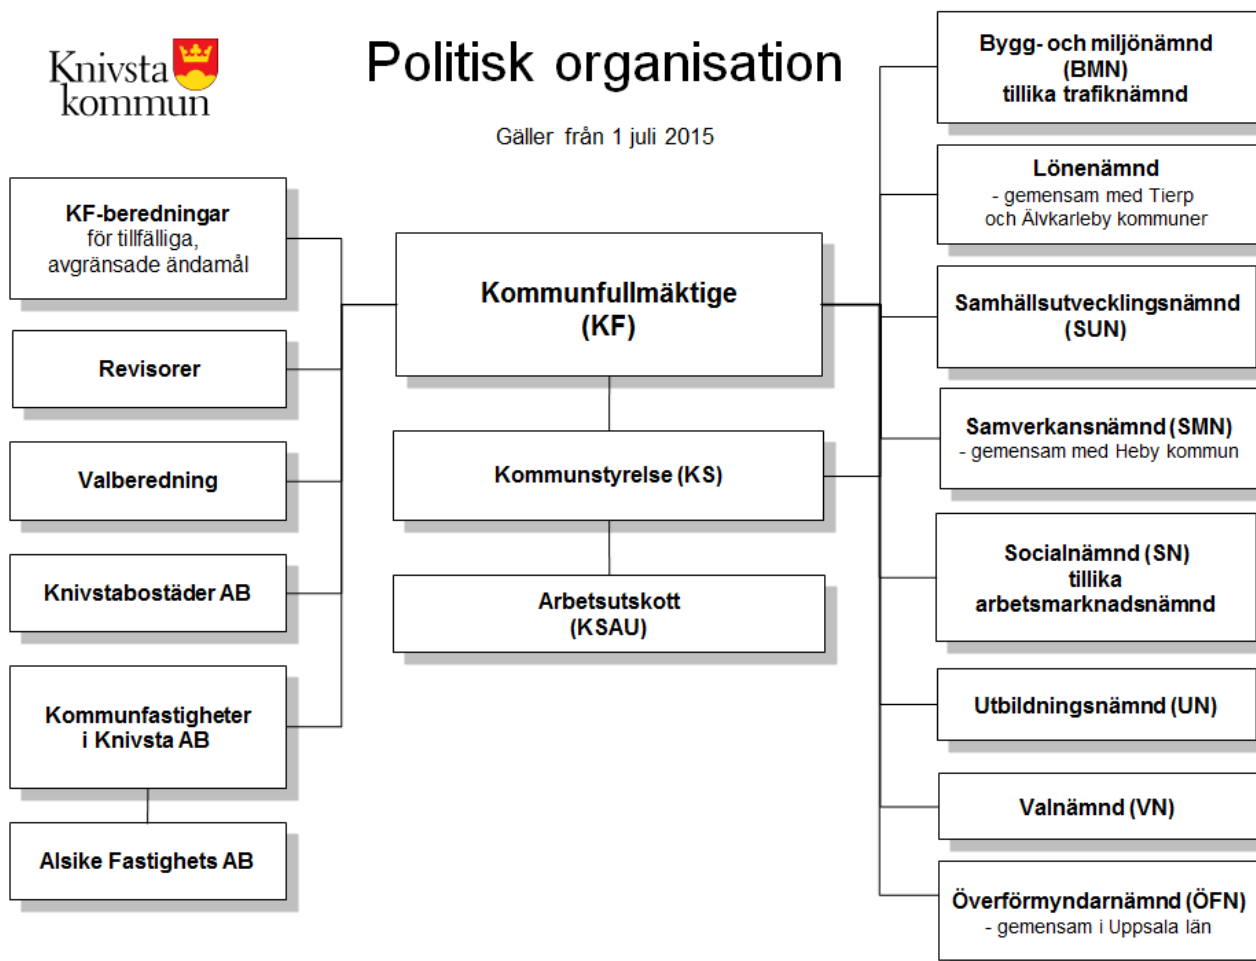 Knivsta
kommun
Politisk organisation
Gäller från 1 juli 2015
KF-beredningar
för tillfälliga,
avgränsade ändamål
Revisorer
Valberedning
Knivstabostäder AB
Kommunfastigheter
i Knivsta AB
Alsike Fastighets AB
Kommunfullmäktige
(KF)
Kommunstyrelse (KS)
Arbetsutskott
(KSAU)
Bygg- och miljönämnd
(BMN)
tillika trafiknämnd
Lönenämnd
- gemensam med Tierp
och Älvkarleby kommuner
Samhällsutvecklingsnämnd
(SUN)
Samverkansnämnd (SMN)
- gemensam med Heby kommun
Socialnämnd (SN)
tillika
arbetsmarknadsnämnd
Utbildningsnämnd (UN)
Valnämnd (VN)
Överförmyndarnämnd (ÖFN)
- gemensam i Uppsala län